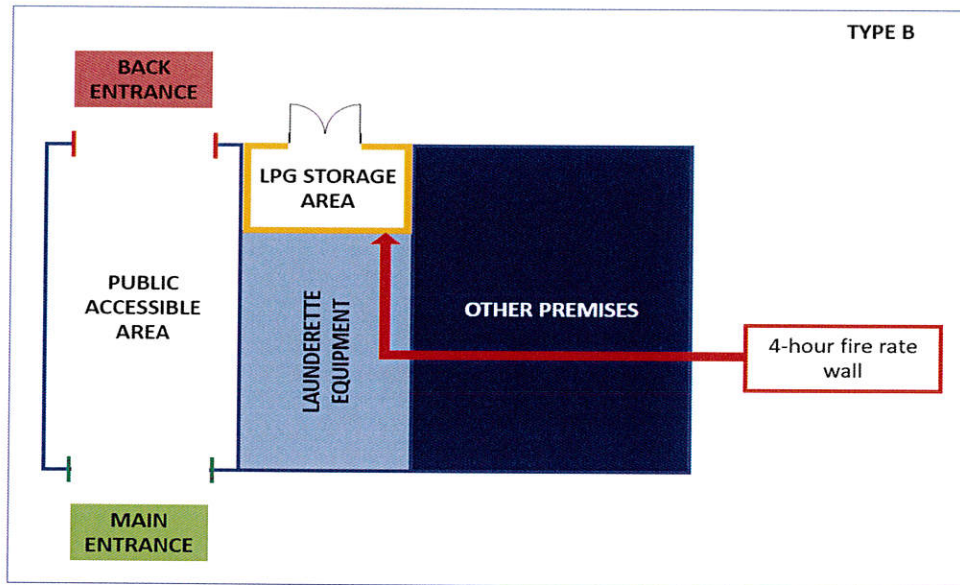 TYPE B
BACK
ENTRANCE
LPG STORAGE
AREA
PUBLIC
ACCESSIBLE
AREA
LAUNDERETTE
EQUIPMENT
OTHER PREMISES
4-hour fire rate
wall
MAIN
ENTRANCE